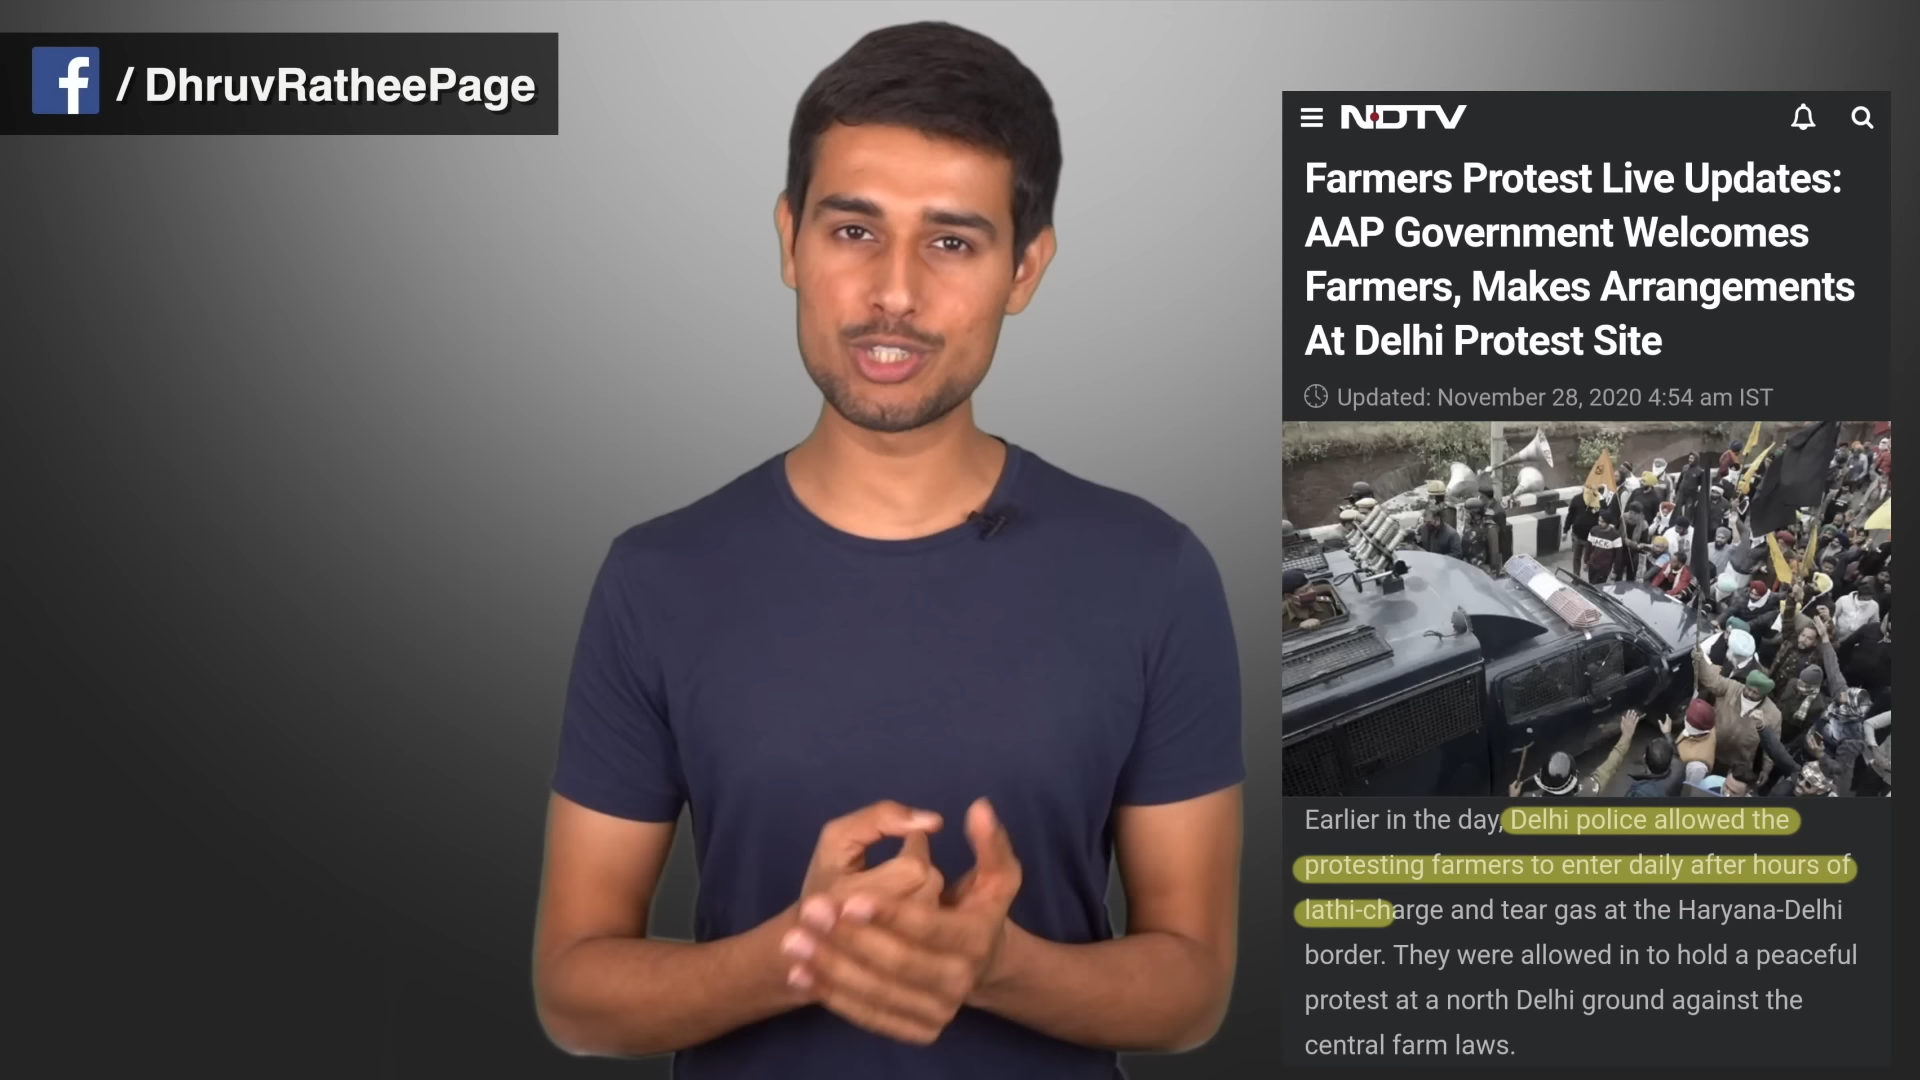 f / DhruvRatheePage
NDTV
Farmers Protest Live Updates:
AAP Government Welcomes
Farmers, Makes Arrangements
At Delhi Protest Site
Updated: November 28, 2020 4:54 am IST
Earlier in the day, Delhi police allowed the
protesting farmers to enter daily after hours of
lathi-charge and tear gas at the Haryana-Delhi
border. They were allowed in to hold a peaceful
protest at a north Delhi ground against the
central farm laws.